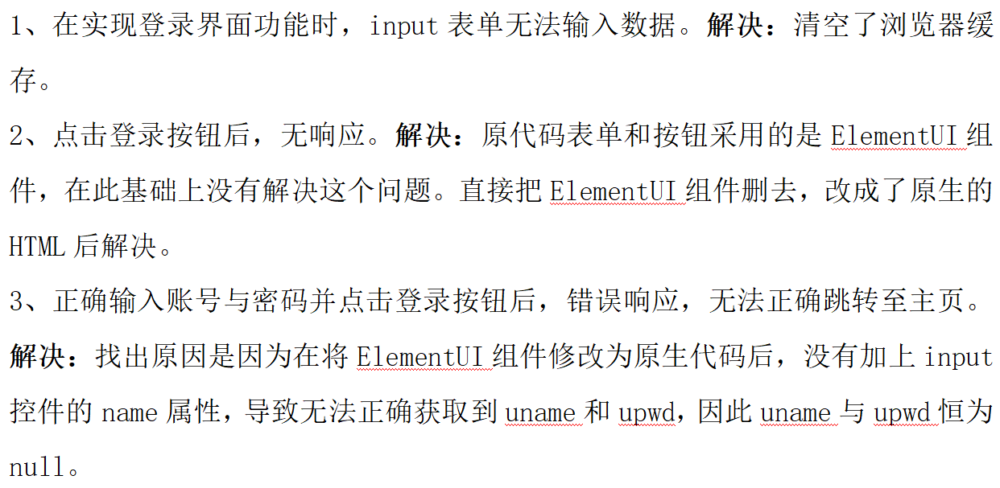 1、在实现登录界面功能时，input 表单无法输入数据。解决：清空了浏览器缓
存。
2、点击登录按钮后，无响应。解决：原代码表单和按钮采用的是 ElementUI 组
件，在此基础上没有解决这个问题。直接把 ElementUI 组件删去，改成了原生的
HTML 后解决。
3、正确输入账号与密码并点击登录按钮后，错误响应，无法正确跳转至主页。
解决：找出原因是因为在将 ElementUI 组件修改为原生代码后，没有加上 input
控件的 name 属性，导致无法正确获取到 uname 和 upwd，因此 uname 与 upwd 恒为
null。